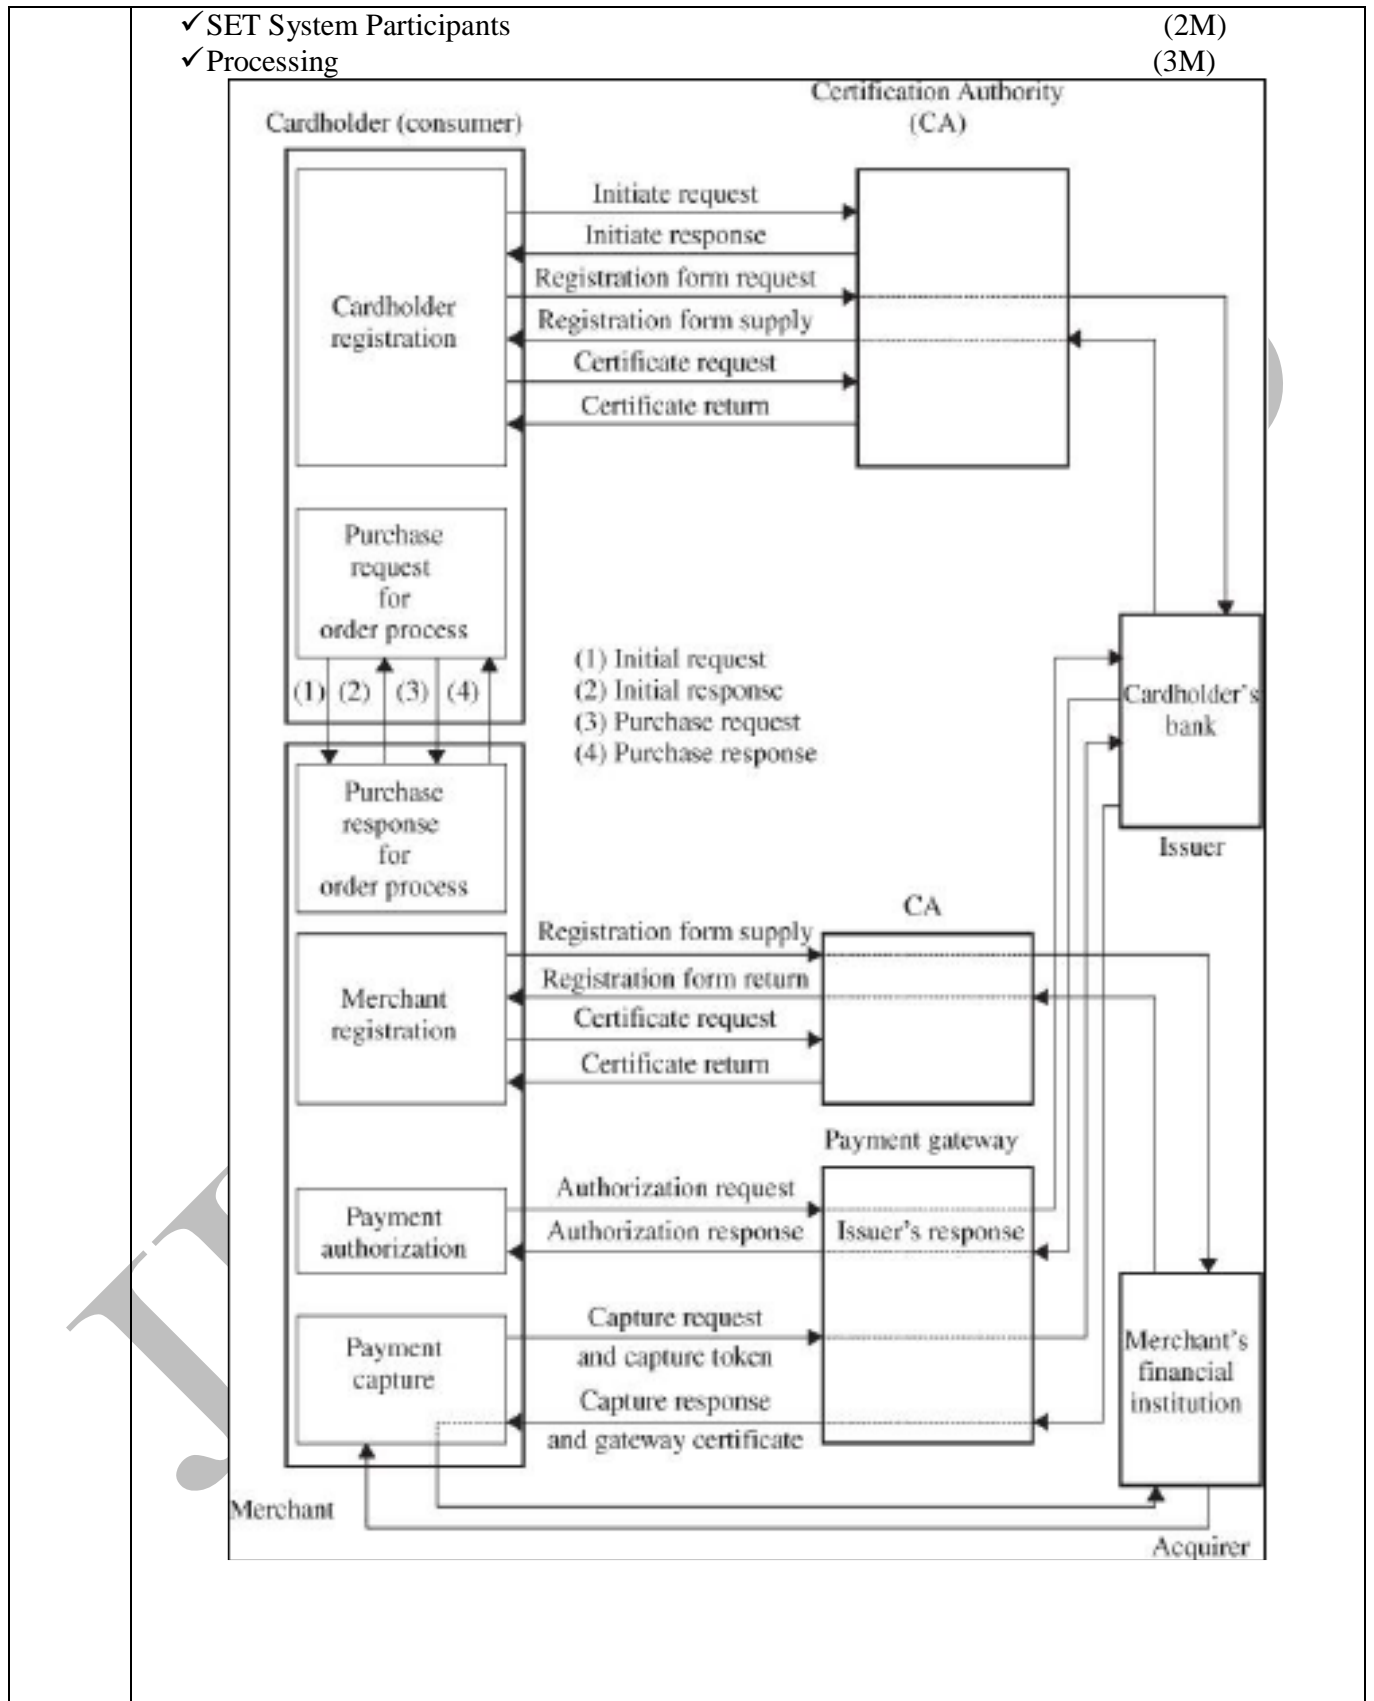 ✓SET System Participants (2M)
✓Processing (3M)
Certification Authority
(CA)
Cardholder (consumer)
Initiate request
Initiate response
Registration form request
Registration form supply
Certificate request
Certificate return
Cardholder
registration
Purchase
request
for
order process
(1) (2) (3) (4)
(1) Initial request
(2) Initial response
(3) Purchase request
(4) Purchase response
Cardholder's
bank
Issuer
Purchase
response
for
order process
CA
Registration form supply
Registration form return
Certificate request
Certificate return
Merchant
registration
Payment gateway
Authorization request
Authorization response
Issuer's response
Payment
authorization
Capture request
and capture token
Capture response
and gateway certificate
Payment
capture
Merchant's
financial
institution
Merchant
Acquirer